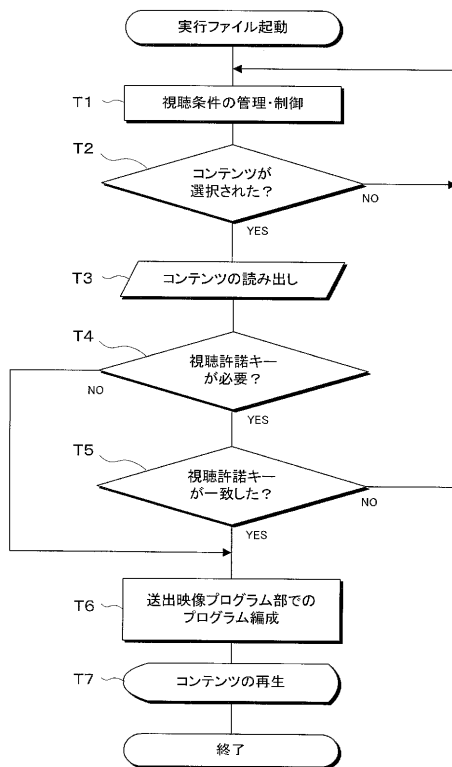 実行ファイル起動
T1
視聴条件の管理・制御
T2
コンテンツが
選択された？
NO
YES
T3
コンテンツの読み出し
T4
視聴許諾キー
が必要？
NO
YES
T5
視聴許諾キー
が一致した？
NO
YES
T6
送出映像プログラム部での
プログラム編成
T7
コンテンツの再生
終了